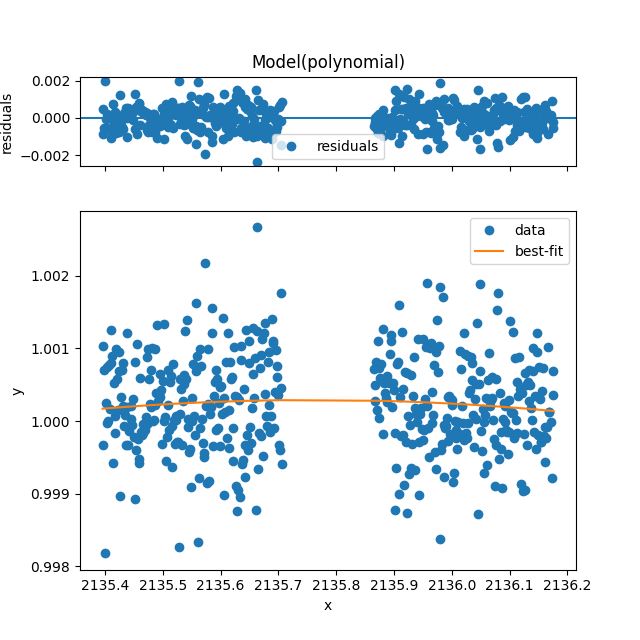 Model(polynomial)
0.002
0.000
−0.002
residuals
residuals
data
best-fit
1.002
1.001
1.000
0.999
0.998
y
2135.4 2135.5 2135.6 2135.7 2135.8 2135.9 2136.0 2136.1 2136.2
x